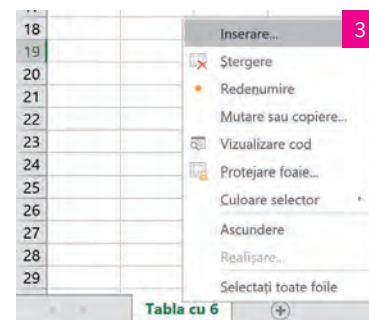 18
19
20
21
22
23
24
25
26
27
28
29
Inserare...
3
Ștergere
Redenumire
Mutare sau copiere...
Vizualizare cod
Protejare foaie...
Culoare selector
Ascundere
Reafișare...
Selectați toate foile
Tabla cu 6